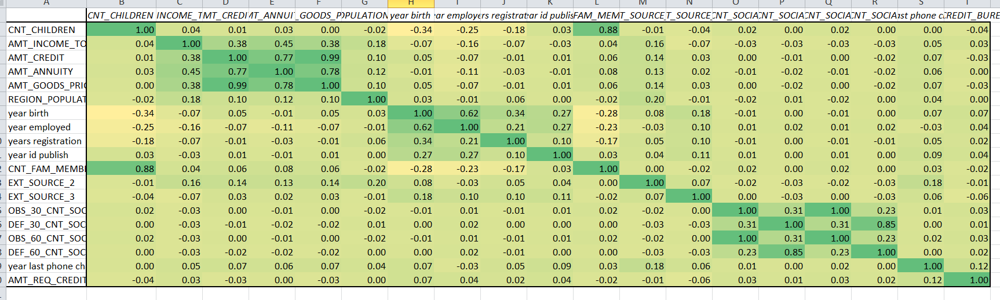 A B C D E F G H I J K L M N O P Q R S T
CNT_CHILDREN INCOME_T MT_CREDI MT_ANNUI _GOODS_P PULATION year birth ar employe rs registrat ar id publis FAM_MEM T_SOURCE T_SOURCE CNT_SOCIA CNT_SOCIA CNT_SOCIA CNT_SOCIA ast phone c CREDIT_BURE
CNT_CHILDREN 1.00 0.04 0.01 0.03 0.00 -0.02 -0.34 -0.25 -0.18 0.03 0.88 -0.01 -0.04 0.02 0.00 0.02 0.00 0.00 -0.04
AMT_INCOME_TO 0.04 1.00 0.38 0.45 0.38 0.18 -0.07 -0.16 -0.07 -0.03 0.04 0.16 -0.07 -0.03 -0.03 -0.03 -0.03 0.05 0.03
AMT_CREDIT 0.01 0.38 1.00 0.77 0.99 0.10 0.05 -0.07 -0.01 0.01 0.06 0.14 0.03 0.00 -0.01 0.00 -0.02 0.07 -0.03
AMT_ANNUITY 0.03 0.45 0.77 1.00 0.78 0.12 -0.01 -0.11 -0.03 -0.01 0.08 0.13 0.02 -0.01 -0.02 -0.01 -0.02 0.06 0.00
AMT_GOODS_PRIC 0.00 0.38 0.99 0.78 1.00 0.10 0.05 -0.07 -0.01 0.01 0.06 0.14 0.03 0.00 -0.02 0.00 -0.02 0.07 -0.03
REGION_POPULAT -0.02 0.18 0.10 0.12 0.10 1.00 0.03 -0.01 0.06 0.00 -0.02 0.20 -0.01 -0.02 0.01 -0.02 0.00 0.04 0.00
year birth -0.34 -0.07 0.05 -0.01 0.05 0.03 1.00 0.62 0.34 0.27 -0.28 0.08 0.18 -0.01 0.00 -0.01 0.00 0.07 0.07
year employed -0.25 -0.16 -0.07 -0.11 -0.07 -0.01 0.62 1.00 0.21 0.27 -0.23 -0.03 0.10 0.01 0.02 0.01 0.02 -0.03 0.04
years registration -0.18 -0.07 -0.01 -0.03 -0.01 0.06 0.34 0.21 1.00 0.10 -0.17 0.05 0.10 -0.01 0.00 -0.01 -0.01 0.05 0.02
year id publish 0.03 -0.03 0.01 -0.01 0.01 0.00 0.27 0.27 0.10 1.00 0.03 0.04 0.11 0.01 0.00 0.01 0.00 0.09 0.04
CNT_FAM_MEMBI 0.88 0.04 0.06 0.08 0.06 -0.02 -0.28 -0.23 -0.17 0.03 1.00 0.00 -0.02 0.02 0.00 0.02 0.00 0.03 -0.02
EXT_SOURCE_2 -0.01 0.16 0.14 0.13 0.14 0.20 0.08 -0.03 0.05 0.04 0.00 1.00 0.07 -0.02 -0.03 -0.02 -0.03 0.18 -0.01
EXT_SOURCE_3 -0.04 -0.07 0.03 0.02 0.03 -0.01 0.18 0.10 0.10 0.11 -0.02 0.07 1.00 0.00 -0.03 0.00 -0.03 0.06 -0.06
OBS_30_CNT_SOC 0.02 -0.03 0.00 -0.01 0.00 -0.02 -0.01 0.01 -0.01 0.01 0.02 -0.02 0.00 1.00 0.31 1.00 0.23 0.01 0.03
DEF_30_CNT_SOC 0.00 -0.03 -0.01 -0.02 -0.02 0.01 0.00 0.02 0.00 0.00 0.00 -0.03 -0.03 0.31 1.00 0.31 0.85 0.00 0.01
OBS_60_CNT_SOC 0.02 -0.03 0.00 -0.01 0.00 -0.02 -0.01 0.01 -0.01 0.01 0.02 -0.02 0.00 1.00 0.31 1.00 0.23 0.02 0.03
DEF_60_CNT_SOC 0.00 -0.03 -0.02 -0.02 -0.02 0.00 0.00 0.02 -0.01 0.00 0.00 -0.03 -0.03 0.23 0.85 0.23 1.00 0.00 0.02
year last phone ch 0.00 0.05 0.07 0.06 0.07 0.04 0.07 -0.03 0.05 0.09 0.03 0.18 0.06 0.01 0.00 0.02 0.00 1.00 0.12
AMT_REQ_CREDIT -0.04 0.03 -0.03 0.00 -0.03 0.00 0.07 0.04 0.02 0.04 -0.02 -0.01 -0.06 0.03 0.01 0.03 0.02 0.12 1.00